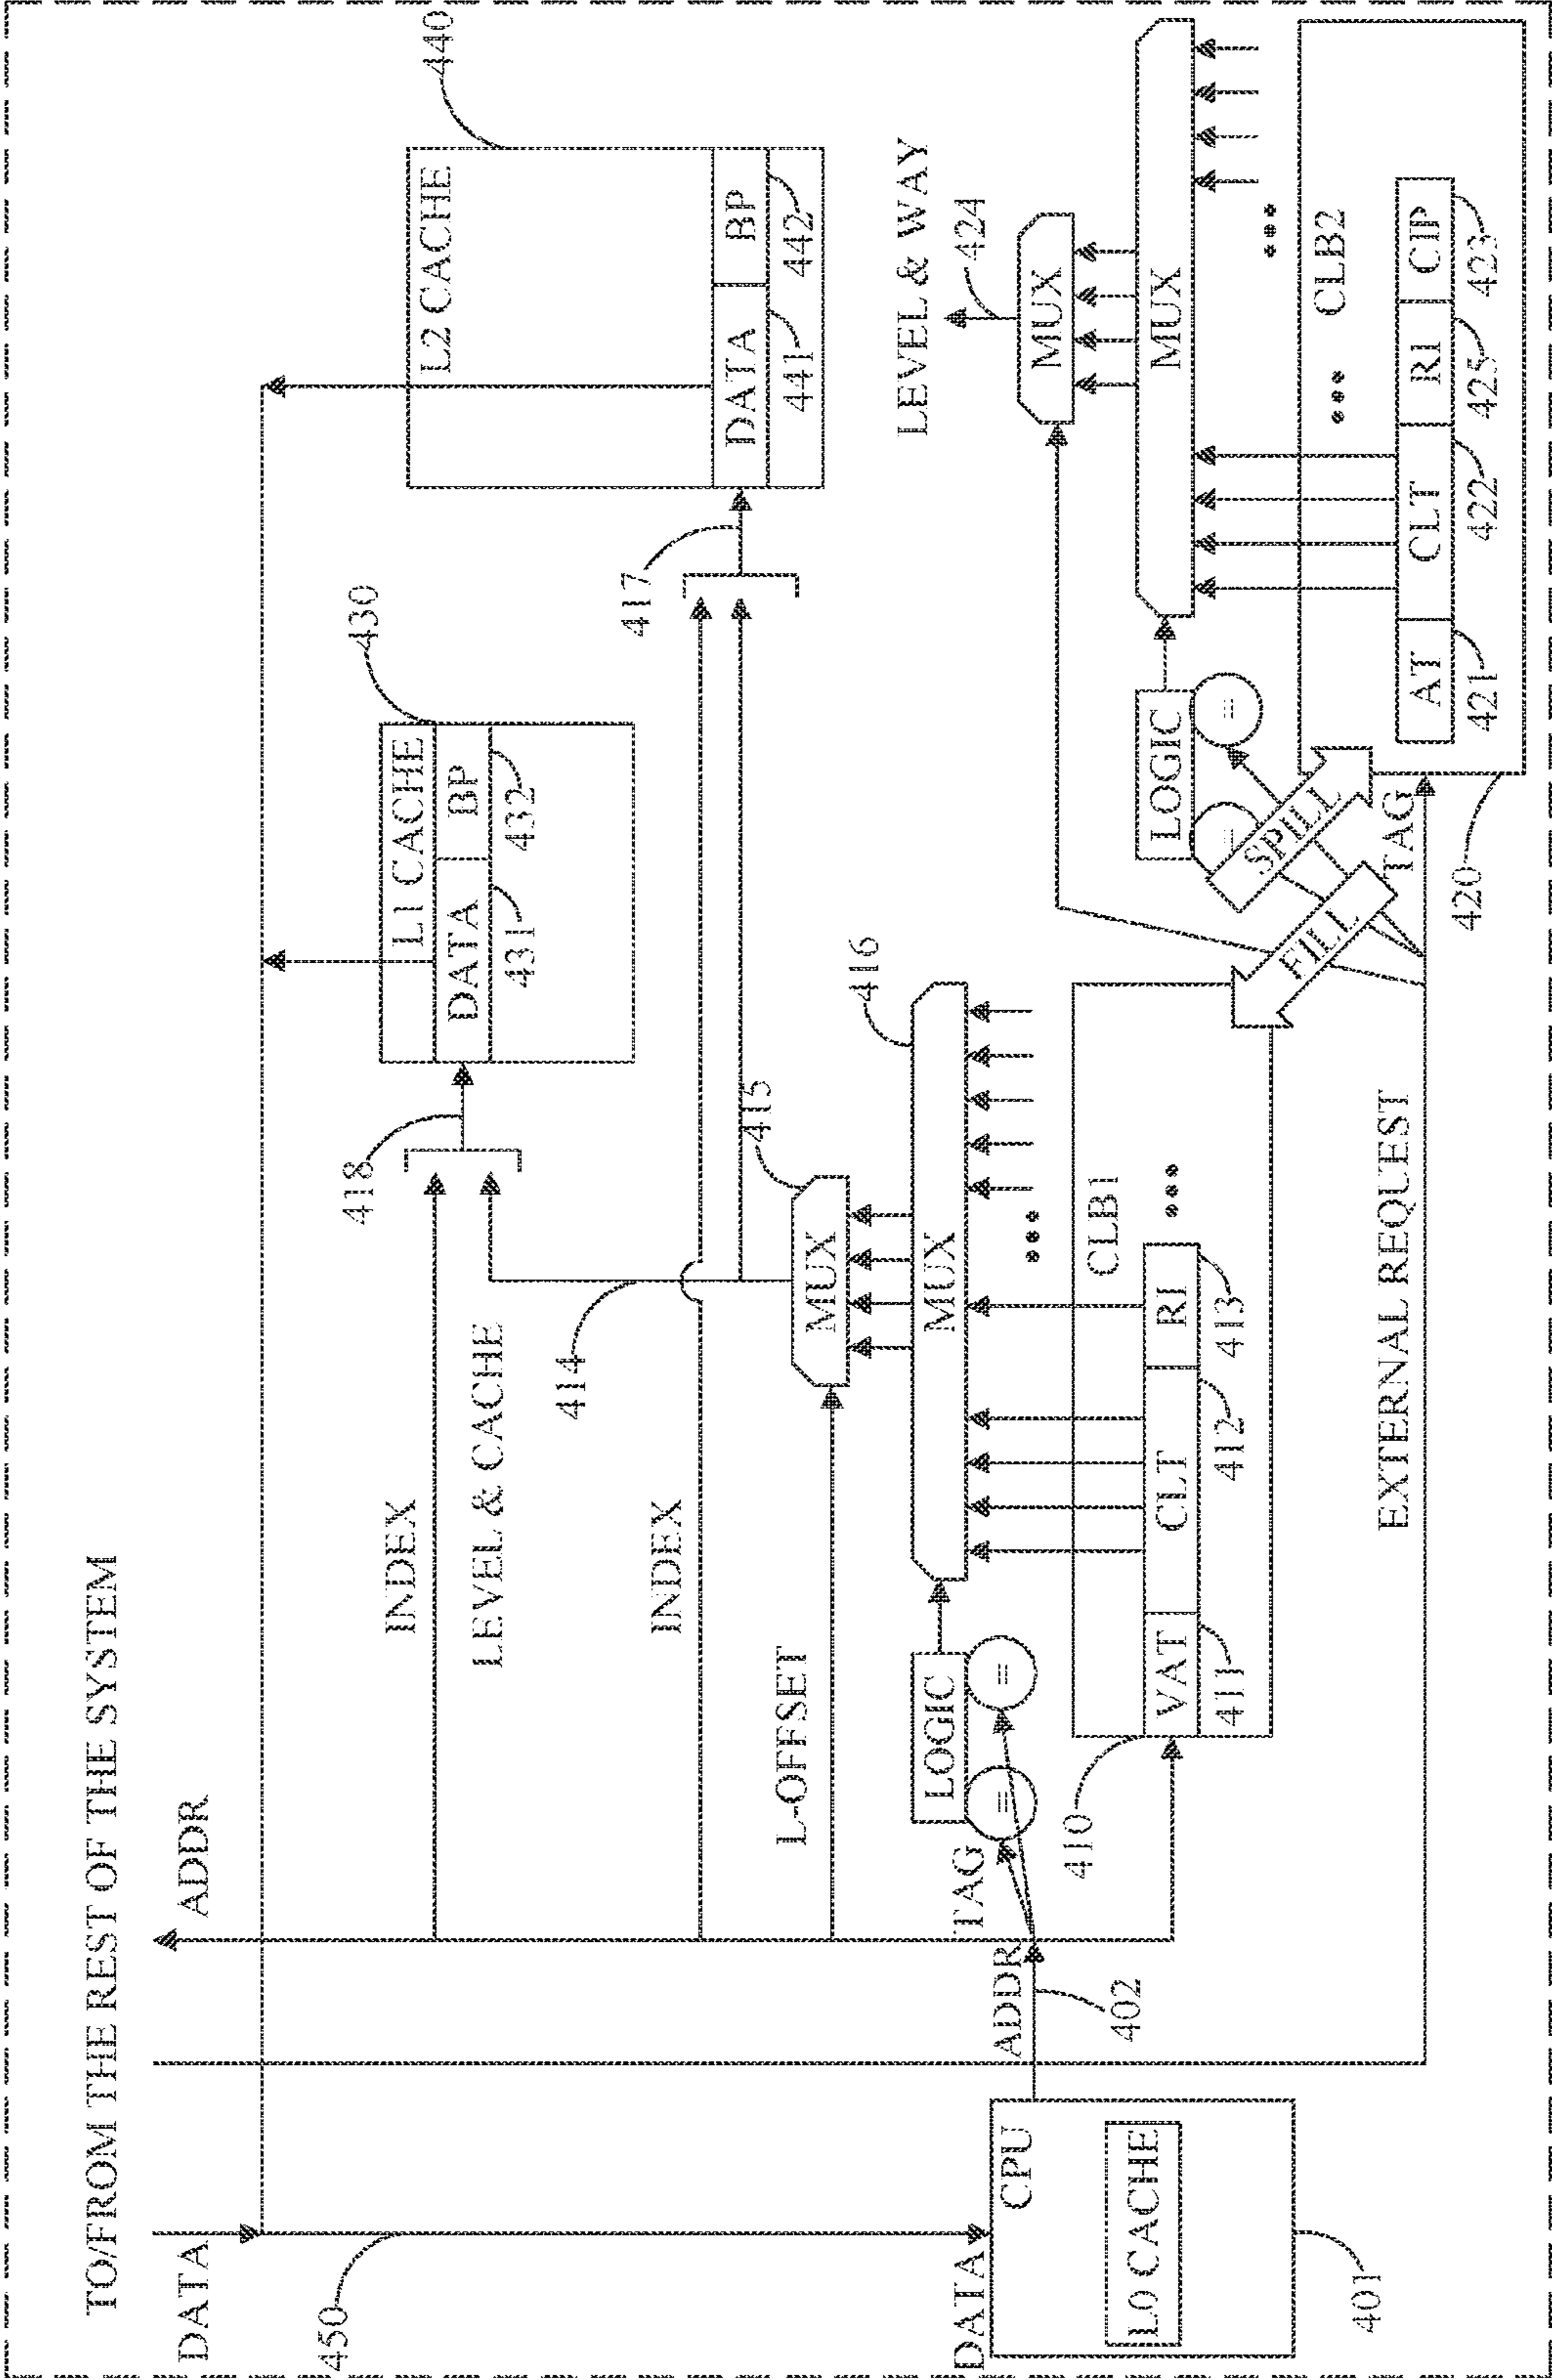 TO/FROM THE REST OF THE SYSTEM
DATA
ADDR
450
INDEX
418
L1 CACHE
430
DATA
BP
431
432
L2 CACHE
440
DATA
BP
441
442
LEVEL & CACHE
414
INDEX
417
L-OFFSET
MUX
415
LEVEL & WAY
424
MUX
LOGIC
=
=
TAG
MUX
416
LOGIC
=
=
MUX
DATA
CPU
L0 CACHE
401
ADDR
402
410
CLB1
VAT
CLT
RI
411
412
413
FILL
SPILL
CLB2
AT
CLT
RI
CIP
421
422
425
423
EXTERNAL REQUEST
TAG
420